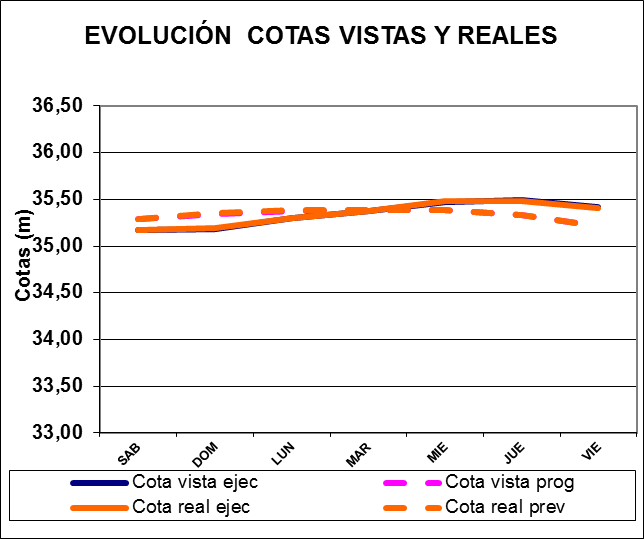 EVOLUCIÓN  COTAS VISTAS Y REALES
36,50
36,00
35,50
35,00
34,50
34,00
33,50
33,00
Cotas (m)
SAB DOM LUN MAR MIE JUE VIE
Cota vista ejec Cota vista prog
Cota real ejec Cota real prev